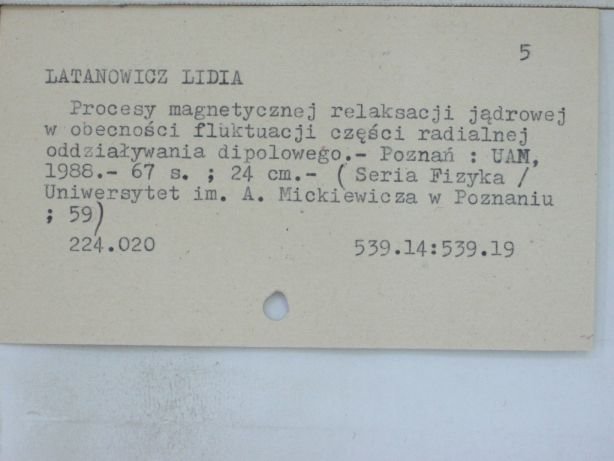 5
LATANOWICZ LIDIA
Procesy magnetycznej relaksacji jądrowej
w obecności fluktuacji części radialnej
oddziaływania dipolowego.- Poznań : UAM,
1988.- 67 s. ; 24 cm.- ( Seria Fizyka /
Uniwersytet im. A. Mickiewicza w Poznaniu
; 59)
224.020 539.14:539.19